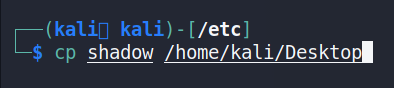 ┌──(kali kali)-[/etc]
└─$ cp shadow /home/kali/Desktop